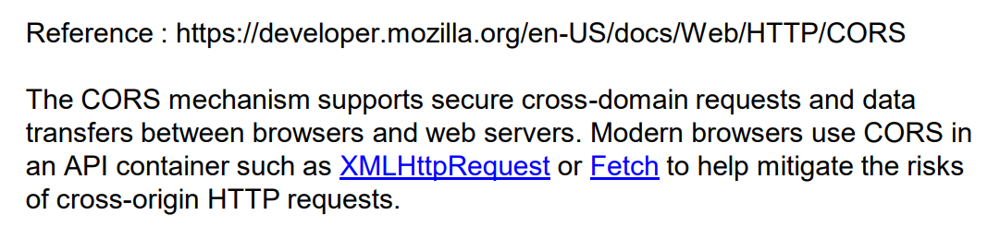 Reference : https://developer.mozilla.org/en-US/docs/Web/HTTP/CORS
The CORS mechanism supports secure cross-domain requests and data
transfers between browsers and web servers. Modern browsers use CORS in
an API container such as XMLHttpRequest or Fetch to help mitigate the risks
of cross-origin HTTP requests.